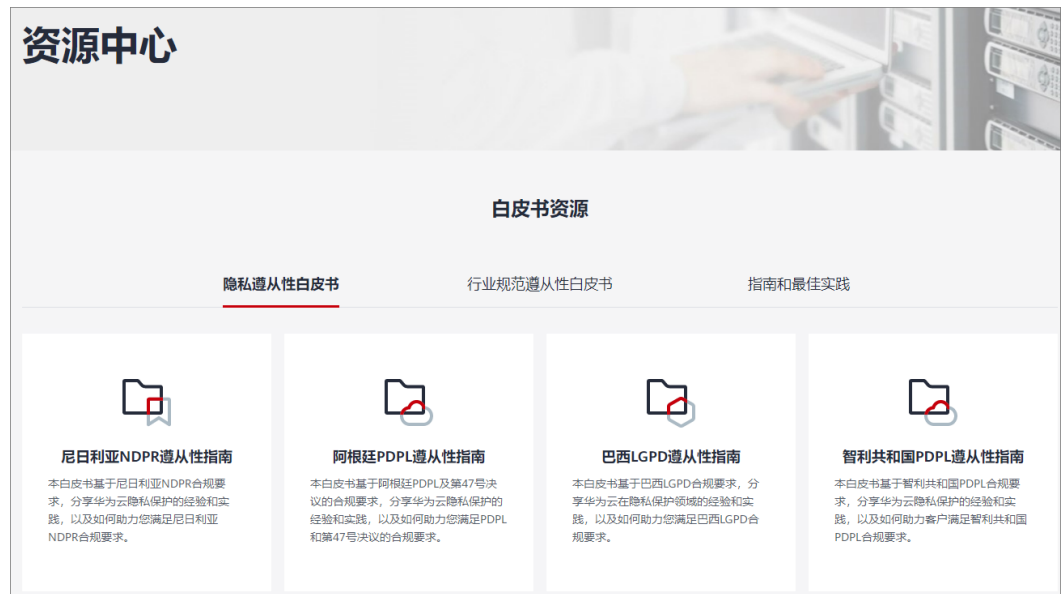 资源中心
白皮书资源
隐私遵从性白皮书
行业规范遵从性白皮书
指南和最佳实践
尼日利亚NDPR遵从性指南
本白皮书基于尼日利亚NDPR合规要
求，分享华为云隐私保护的经验和实
践，以及如何助力您满足尼日利亚
NDPR合规要求。
阿根廷PDPL遵从性指南
本白皮书基于阿根廷PDPL及第47号决
议的合规要求，分享华为云隐私保护的
经验和实践，以及如何助力您满足PDPL
和第47号决议的合规要求。
巴西LGPD遵从性指南
本白皮书基于巴西LGPD合规要求，分
享华为云在隐私保护领域的经验和实
践，以及如何助力您满足巴西LGPD合
规要求。
智利共和国PDPL遵从性指南
本白皮书基于智利共和国PDPL合规要
求，分享华为云隐私保护的经验和实
践，以及如何助力客户满足智利共和国
PDPL合规要求。